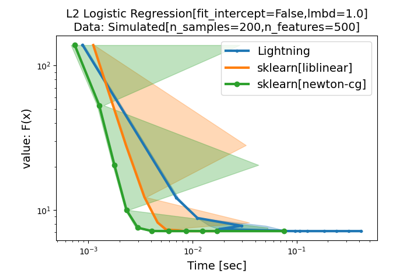 L2 Logistic Regression[fit_intercept=False,lmbd=1.0]
Data: Simulated[n_samples=200,n_features=500]
Lightning
sklearn[liblinear]
sklearn[newton-cg]
value: F(x)
10²
10¹
10⁻³
10⁻²
10⁻¹
Time [sec]